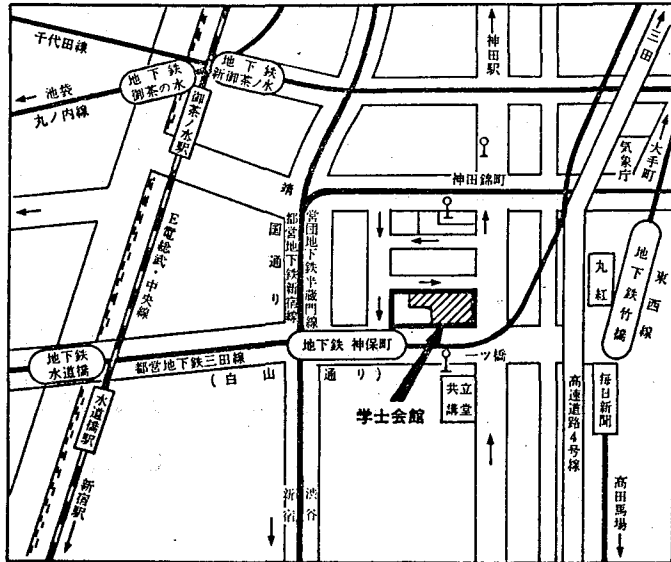 千代田線
地下鉄
御茶の水
地下鉄
新御茶ノ水
池袋
丸ノ内線
御茶ノ水駅
神田駅
三田
大手町
気象庁
神田錦町
靖
国
通
り
都営地下鉄新宿線
営団地下鉄半蔵門線
E電総武・中央線
丸紅
地下鉄竹橋
東西線
地下鉄
水道橋
都営地下鉄三田線
(白山
通り)
地下鉄 神保町
一ツ橋
共立
講堂
学士会館
毎日新聞
高速道路4号線
水道橋駅
新宿駅
新宿
渋谷
高田馬場